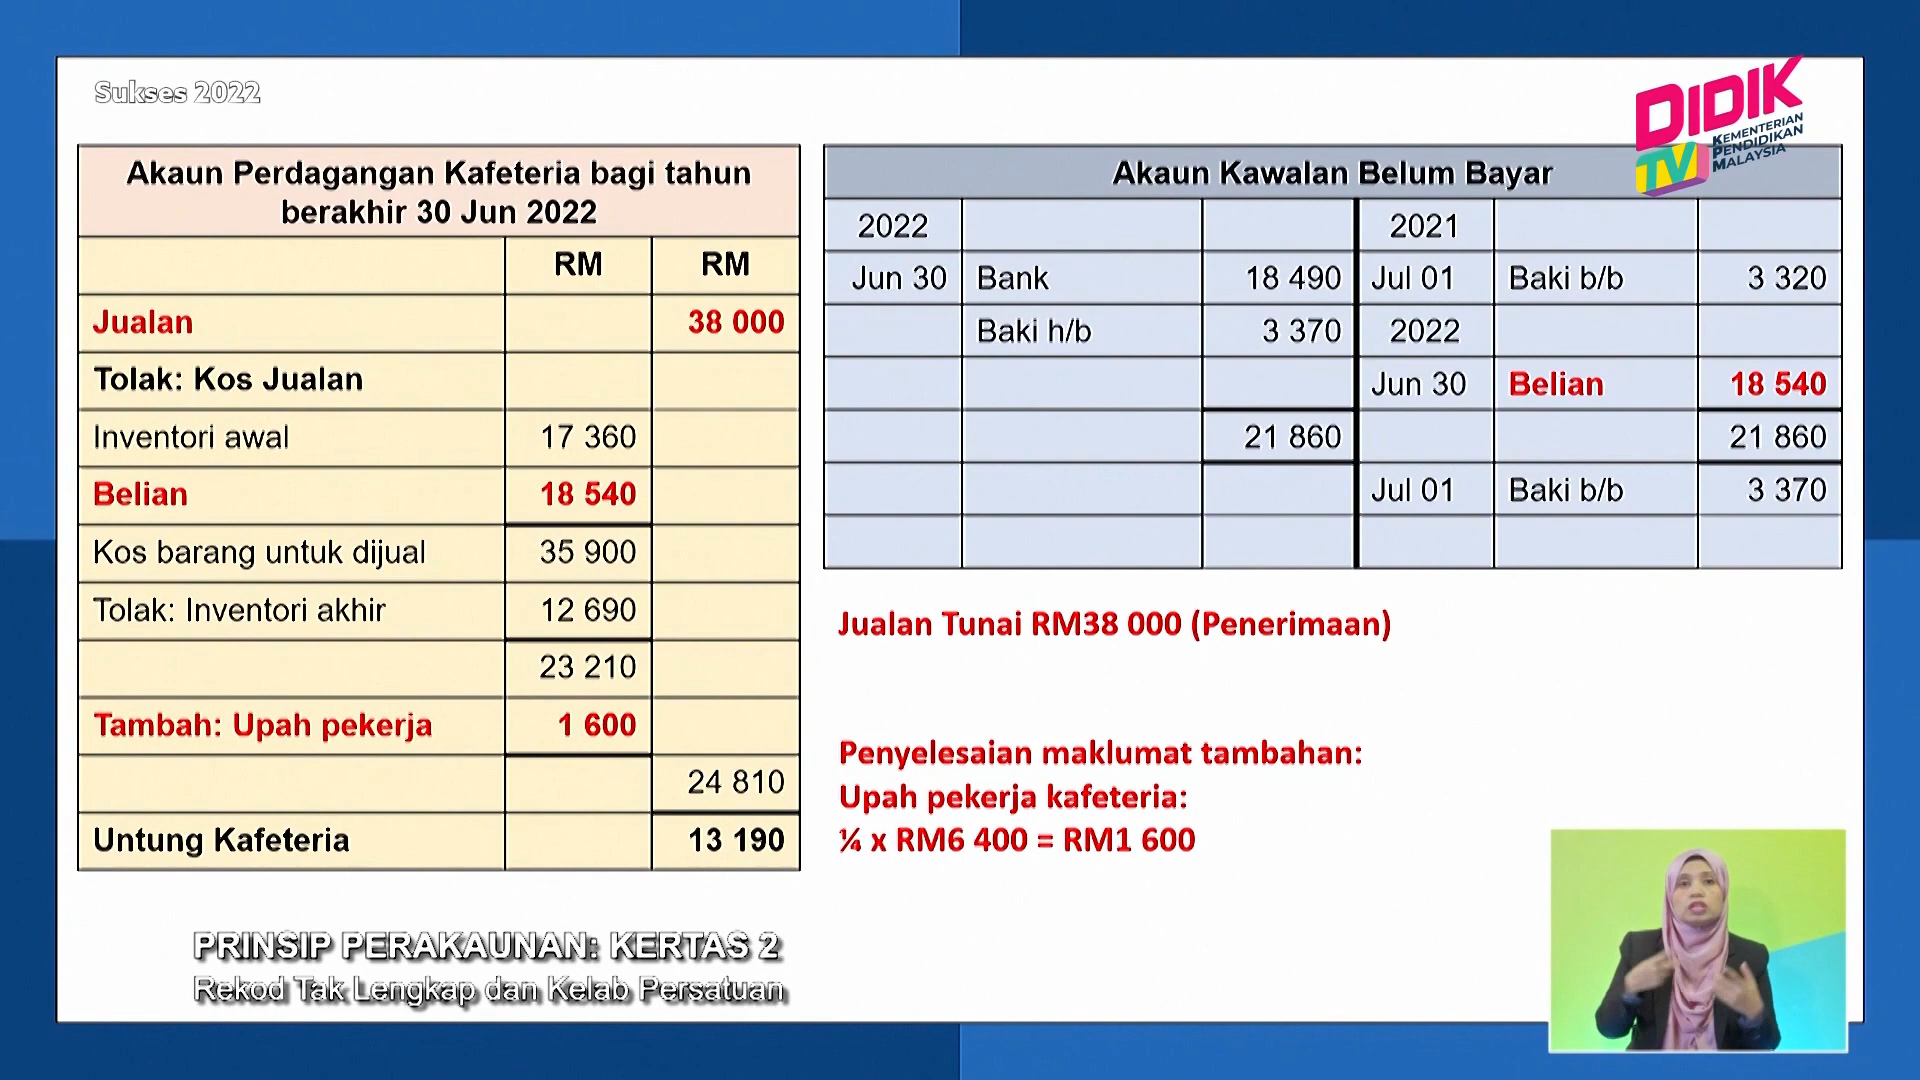 Sukses 2022
DIDIK
TV
KEMENTERIAN
PENDIDIKAN
MALAYSIA
Akaun Perdagangan Kafeteria bagi tahun
berakhir 30 Jun 2022
RM RM
Jualan 38 000
Tolak: Kos Jualan
Inventori awal 17 360
Belian 18 540
Kos barang untuk dijual 35 900
Tolak: Inventori akhir 12 690
23 210
Tambah: Upah pekerja 1 600
24 810
Untung Kafeteria 13 190
Akaun Kawalan Belum Bayar
2022 2021
Jun 30 Bank 18 490 Jul 01 Baki b/b 3 320
Baki h/b 3 370 2022
Jun 30 Belian 18 540
21 860 21 860
Jul 01 Baki b/b 3 370
Jualan Tunai RM38 000 (Penerimaan)
Penyelesaian maklumat tambahan:
Upah pekerja kafeteria:
¼ x RM6 400 = RM1 600
PRINSIP PERAKAUNAN: KERTAS 2
Rekod Tak Lengkap dan Kelab Persatuan